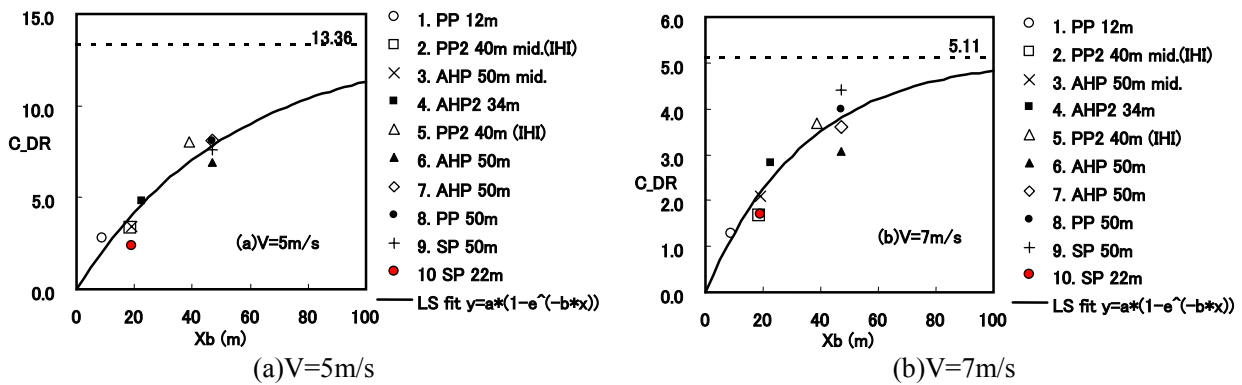 15.0
10.0
5.0
0.0
C_DR
13.36
(a)V=5m/s
0 20 40 60 80 100
Xb (m)
1. PP 12m
2. PP2 40m mid.(IHI)
3. AHP 50m mid.
4. AHP2 34m
5. PP2 40m (IHI)
6. AHP 50m
7. AHP 50m
8. PP 50m
9. SP 50m
10 SP 22m
LS fit y=a*(1-e^(-b*x))
(a)V=5m/s
6.0
5.0
4.0
3.0
2.0
1.0
0.0
C_DR
5.11
(b)V=7m/s
0 20 40 60 80 100
Xb (m)
1. PP 12m
2. PP2 40m mid.(IHI)
3. AHP 50m mid.
4. AHP2 34m
5. PP2 40m (IHI)
6. AHP 50m
7. AHP 50m
8. PP 50m
9. SP 50m
10. SP 22m
LS fit y=a*(1-e^(-b*x))
(b)V=7m/s